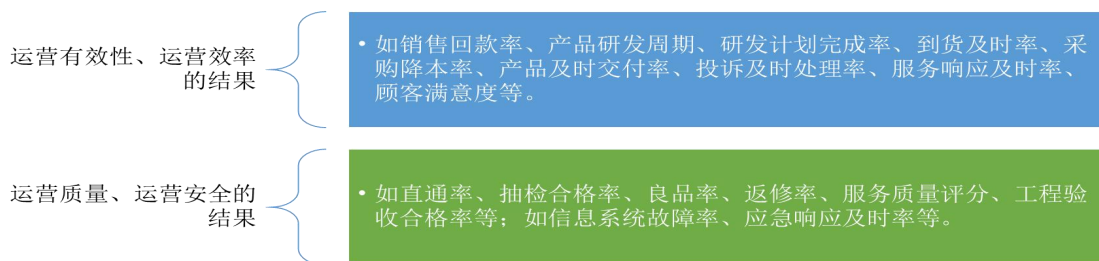 运营有效性、运营效率
的结果
• 如销售回款率、产品研发周期、研发计划完成率、到货及时率、采
购降本率、产品及时交付率、投诉及时处理率、服务响应及时率、
顾客满意度等。
运营质量、运营安全的
结果
• 如直通率、抽检合格率、良品率、返修率、服务质量评分、工程验
收合格率等；如信息系统故障率、应急响应及时率等。